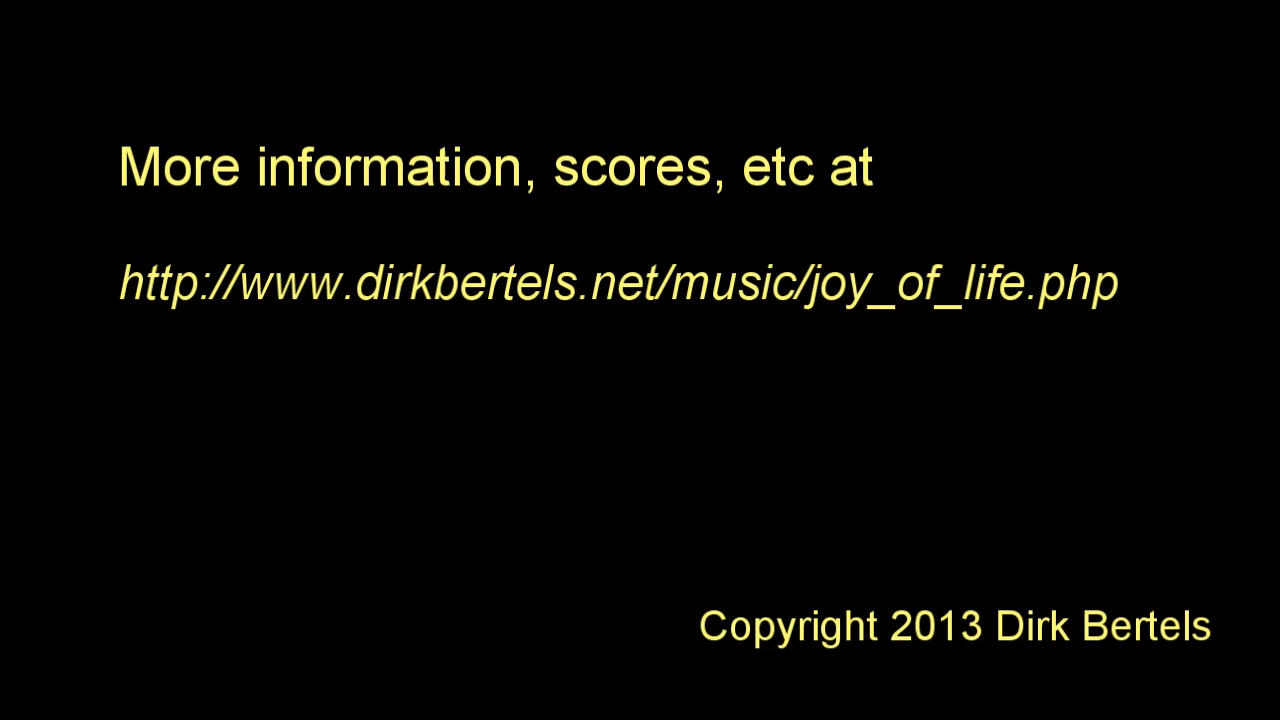 More information, scores, etc at
http://www.dirkbertels.net/music/joy_of_life.php
Copyright 2013 Dirk Bertels